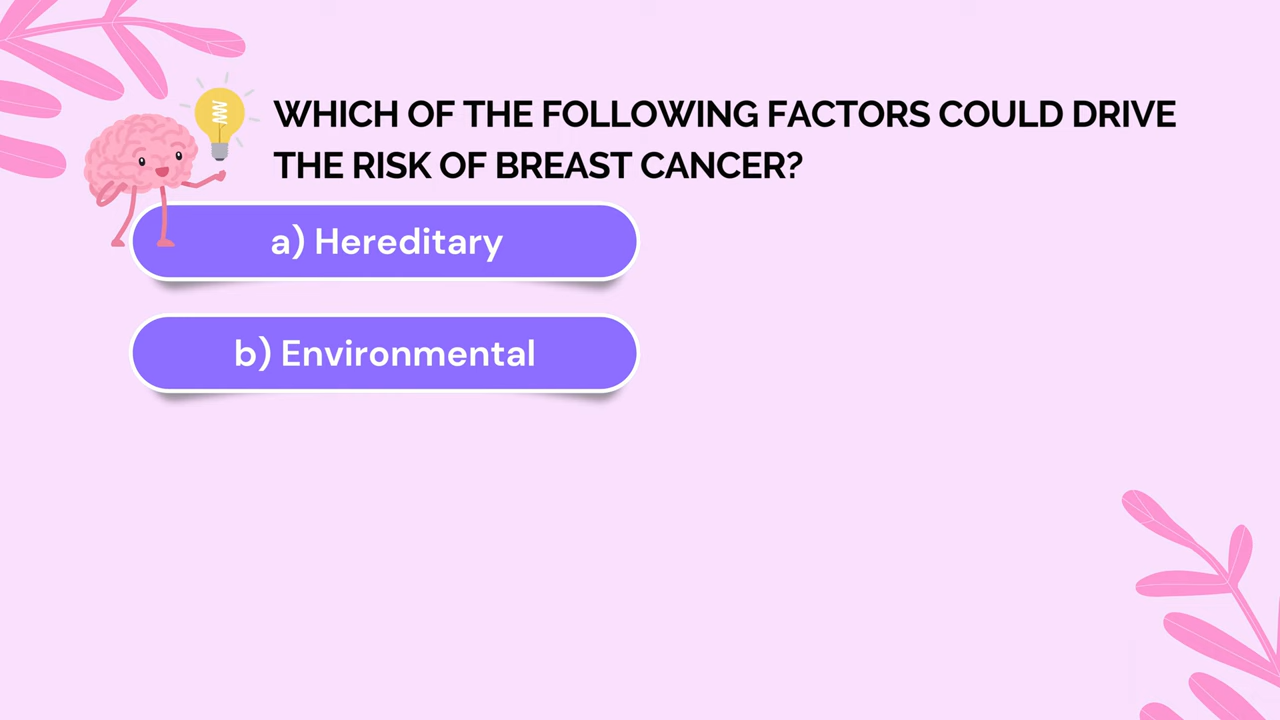 WHICH OF THE FOLLOWING FACTORS COULD DRIVE
THE RISK OF BREAST CANCER?
a) Hereditary
b) Environmental